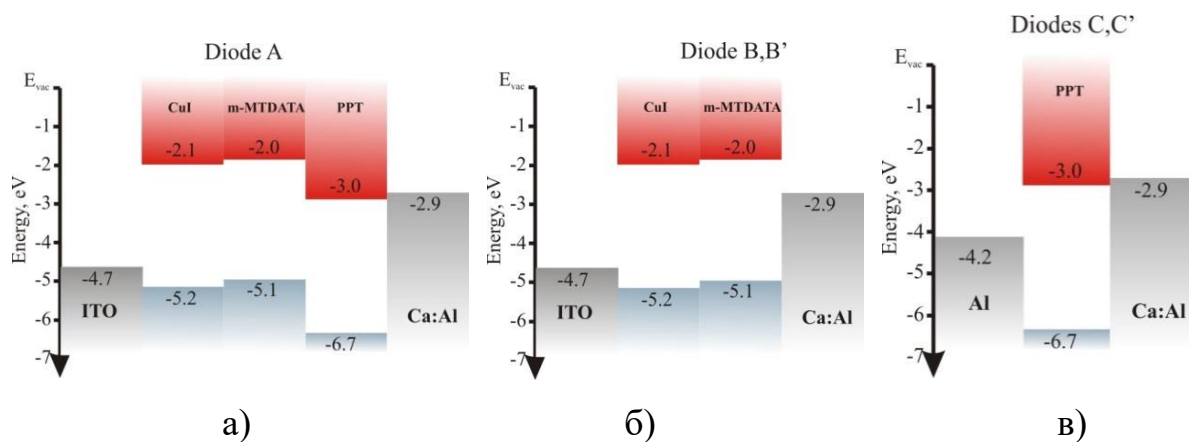 Diode A
E vac
-1
-2
-3
-4
-5
-6
-7
Energy, eV
CuI
m-MTDATA
PPT
-2.1
-2.0
-3.0
-2.9
-4.7
ITO
-5.2
-5.1
-6.7
Ca:Al
а)
Diode B,B’
E vac
-1
-2
-3
-4
-5
-6
-7
Energy, eV
CuI
m-MTDATA
-2.1
-2.0
-2.9
-4.7
ITO
-5.2
-5.1
Ca:Al
б)
Diodes C,C’
E vac
-1
-2
-3
-4
-5
-6
-7
Energy, eV
PPT
-3.0
-2.9
-4.2
Al
-6.7
Ca:Al
в)